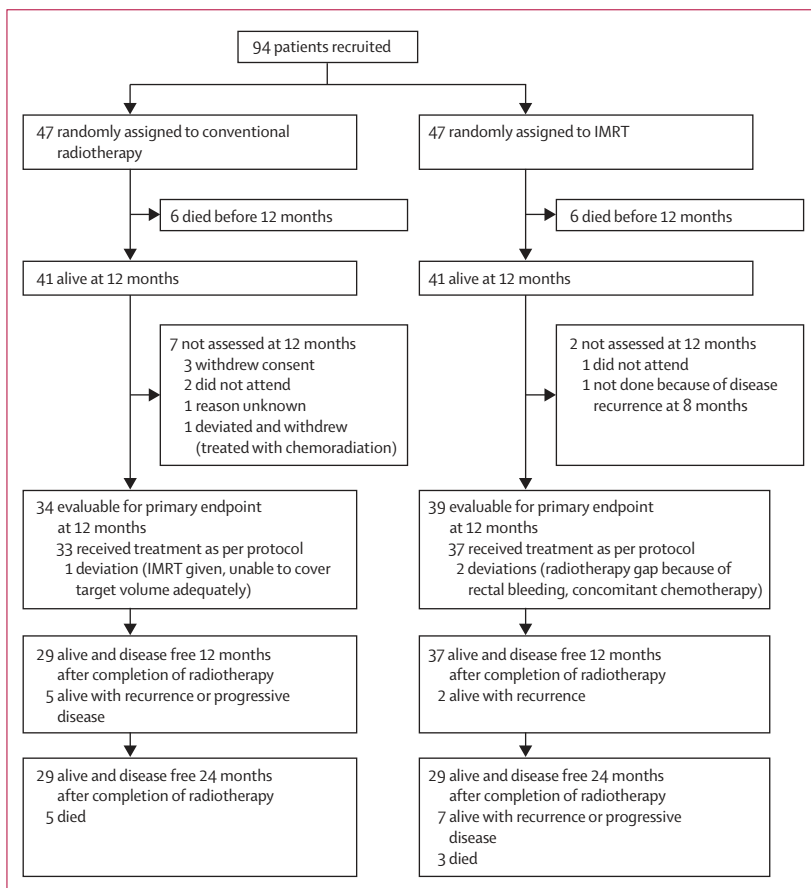 94 patients recruited
47 randomly assigned to conventional
radiotherapy
47 randomly assigned to IMRT
6 died before 12 months
6 died before 12 months
41 alive at 12 months
41 alive at 12 months
7 not assessed at 12 months
3 withdrew consent
2 did not attend
1 reason unknown
1 deviated and withdrew
(treated with chemoradiation)
2 not assessed at 12 months
1 did not attend
1 not done because of disease
recurrence at 8 months
34 evaluable for primary endpoint
at 12 months
33 received treatment as per protocol
1 deviation (IMRT given, unable to cover
target volume adequately)
39 evaluable for primary endpoint
at 12 months
37 received treatment as per protocol
2 deviations (radiotherapy gap because of
rectal bleeding, concomitant chemotherapy)
29 alive and disease free 12 months
after completion of radiotherapy
5 alive with recurrence or progressive
disease
37 alive and disease free 12 months
after completion of radiotherapy
2 alive with recurrence
29 alive and disease free 24 months
after completion of radiotherapy
5 died
29 alive and disease free 24 months
after completion of radiotherapy
7 alive with recurrence or progressive
disease
3 died